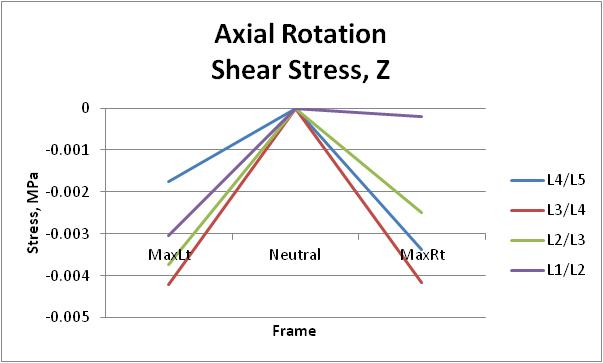 Axial Rotation
Shear Stress, Z
0
-0.001
-0.002
-0.003
-0.004
-0.005
Stress, MPa
MaxLt
Neutral
MaxRt
Frame
L4/L5
L3/L4
L2/L3
L1/L2